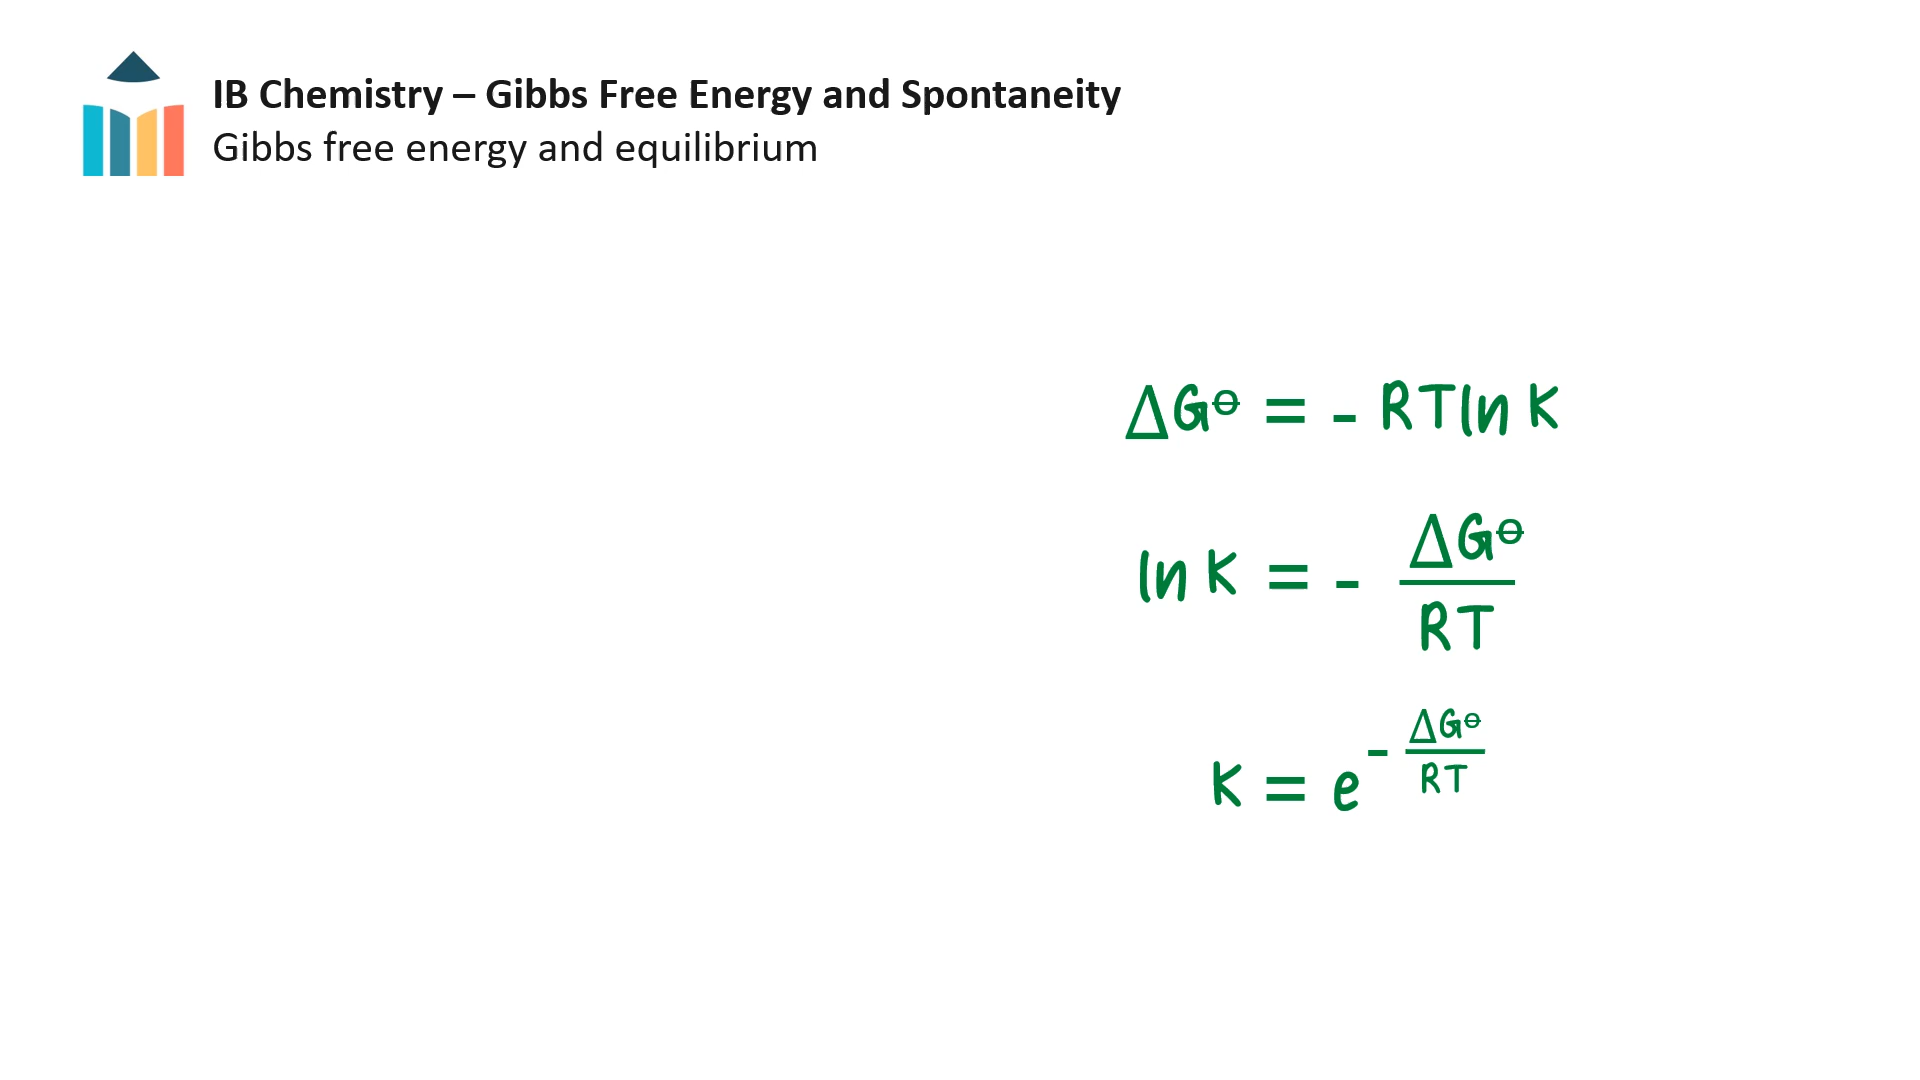 IB Chemistry – Gibbs Free Energy and Spontaneity
Gibbs free energy and equilibrium
ΔG⦵ = - RTln K
ln K = - ΔG⦵ / RT
K = e^(- ΔG⦵ / RT)